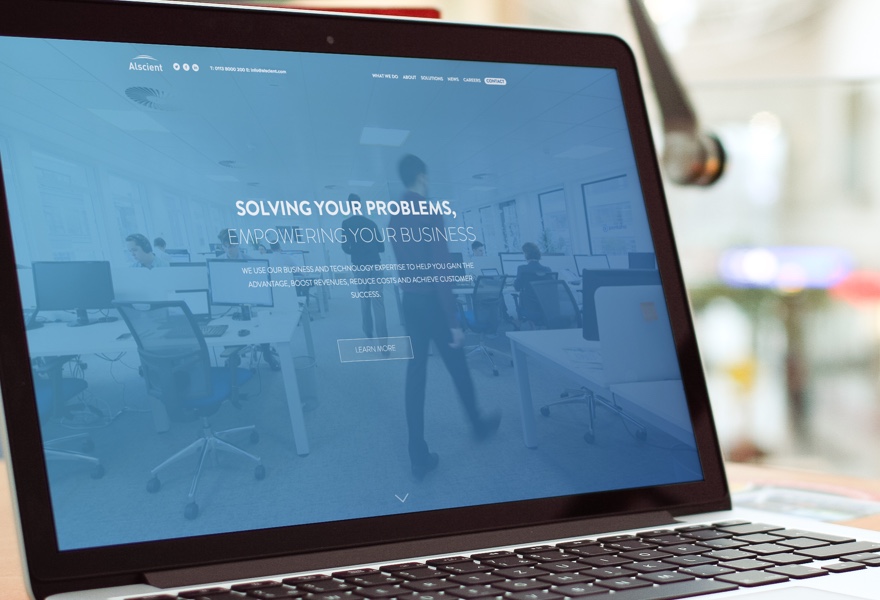 Alscient
T: 0113 8000 200 E: info@alscient.com
WHAT WE DO ABOUT SOLUTIONS NEWS CAREERS CONTACT
SOLVING YOUR PROBLEMS,
EMPOWERING YOUR BUSINESS
WE USE OUR BUSINESS AND TECHNOLOGY EXPERTISE TO HELP YOU GAIN THE
ADVANTAGE, BOOST REVENUES, REDUCE COSTS AND ACHIEVE CUSTOMER
SUCCESS.
LEARN MORE